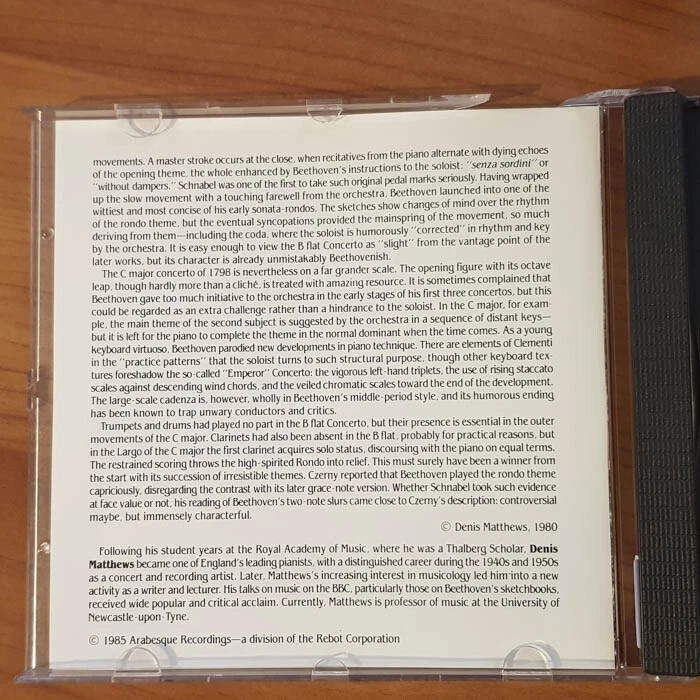 movements. A master stroke occurs at the close, when recitatives from the piano alternate with dying echoes
of the opening theme, the whole enhanced by Beethoven's instructions to the soloist: "senza sordini" or
"without dampers." Schnabel was one of the first to take such original pedal marks seriously. Having wrapped
up the slow movement with a touching farewell from the orchestra, Beethoven launched into one of the
wittiest and most concise of his early sonata-rondos. The sketches show changes of mind over the rhythm
of the rondo theme, but the eventual syncopations provided the mainspring of the movement, so much
deriving from them—including the coda, where the soloist is humorously "corrected" in rhythm and key
by the orchestra. It is easy enough to view the B flat Concerto as "slight" from the vantage point of the
later works, but its character is already unmistakably Beethovenish.
The C major concerto of 1798 is nevertheless on a far grander scale. The opening figure with its octave
leap, though hardly more than a cliché, is treated with amazing resource. It is sometimes complained that
Beethoven gave too much initiative to the orchestra in the early stages of his first three concertos, but this
could be regarded as an extra challenge rather than a hindrance to the soloist. In the C major, for exam-
ple, the main theme of the second subject is suggested by the orchestra in a sequence of distant keys—
but it is left for the piano to complete the theme in the normal dominant when the time comes. As a young
keyboard virtuoso, Beethoven parodied new developments in piano technique. There are elements of Clementi
in the "practice patterns" that the soloist turns to such structural purpose, though other keyboard tex-
tures foreshadow the so-called "Emperor" Concerto: the vigorous left-hand triplets, the use of rising staccato
scales against descending wind chords, and the veiled chromatic scales toward the end of the development.
The large-scale cadenza is, however, wholly in Beethoven's middle-period style, and its humorous ending
has been known to trap unwary conductors and critics.
Trumpets and drums had played no part in the B flat Concerto, but their presence is essential in the outer
movements of the C major. Clarinets had also been absent in the B flat, probably for practical reasons, but
in the Largo of the C major the first clarinet acquires solo status, discoursing with the piano on equal terms.
The restrained scoring throws the high-spirited Rondo into relief. This must surely have been a winner from
the start with its succession of irresistible themes. Czerny reported that Beethoven played the rondo theme
capriciously, disregarding the contrast with its later grace-note version. Whether Schnabel took such evidence
at face value or not, his reading of Beethoven's two-note slurs came close to Czerny's description: controversial
maybe, but immensely characterful.
© Denis Matthews, 1980
Following his student years at the Royal Academy of Music, where he was a Thalberg Scholar, Denis
Matthews became one of England's leading pianists, with a distinguished career during the 1940s and 1950s
as a concert and recording artist. Later, Matthews's increasing interest in musicology led him into a new
activity as a writer and lecturer. His talks on music on the BBC, particularly those on Beethoven's sketchbooks,
received wide popular and critical acclaim. Currently, Matthews is professor of music at the University of
Newcastle-upon-Tyne.
© 1985 Arabesque Recordings—a division of the Rebot Corporation